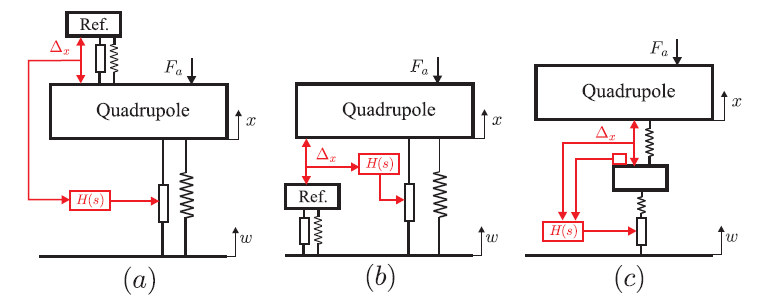 Ref.
Δx
Fa
Quadrupole
x
H(s)
w
(a)
Fa
Quadrupole
x
Δx
H(s)
Ref.
w
(b)
Fa
Quadrupole
x
Δx
H(s)
w
(c)